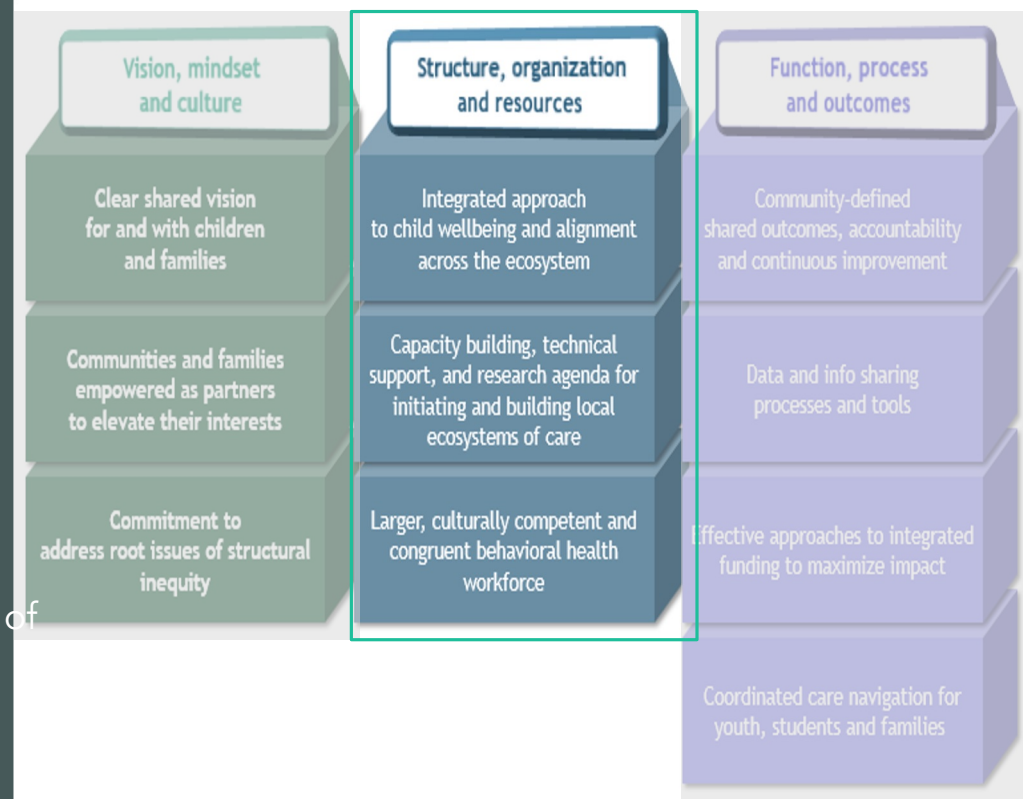 Vision, mindset
and culture
Clear shared vision
for and with children
and families
Communities and families
empowered as partners
to elevate their interests
Commitment to
address root issues of structural
inequity
of
Structure, organization
and resources
Integrated approach
to child wellbeing and alignment
across the ecosystem
Capacity building, technical
support, and research agenda for
initiating and building local
ecosystems of care
Larger, culturally competent and
congruent behavioral health
workforce
Function, process
and outcomes
Community-defined
shared outcomes, accountability
and continuous improvement
Data and info sharing
processes and tools
Effective approaches to integrated
funding to maximize impact
Coordinated care navigation for
youth, students and families